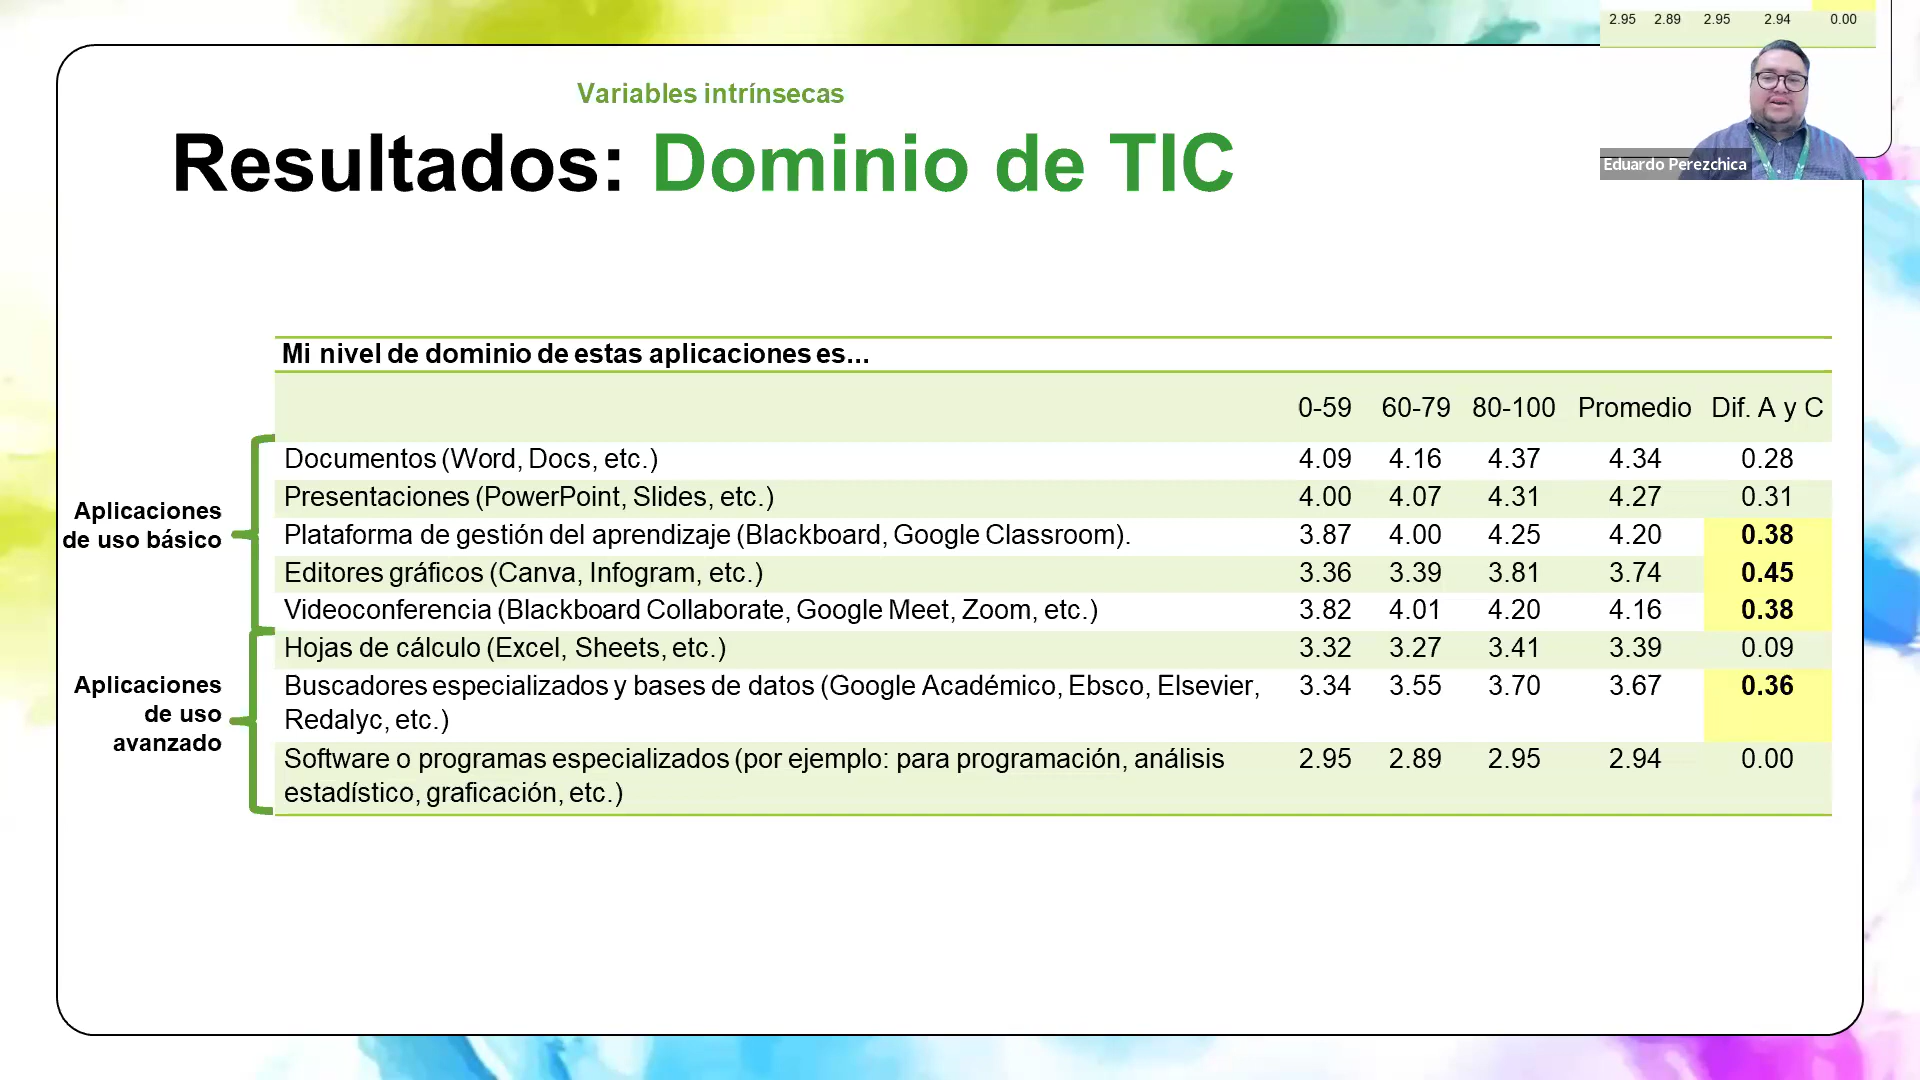 2.95 2.89 2.95 2.94 0.00
Eduardo Perezchica
Variables intrínsecas
Resultados: Dominio de TIC
Mi nivel de dominio de estas aplicaciones es...
0-59 60-79 80-100 Promedio Dif. A y C
Aplicaciones
de uso básico
Documentos (Word, Docs, etc.) 4.09 4.16 4.37 4.34 0.28
Presentaciones (PowerPoint, Slides, etc.) 4.00 4.07 4.31 4.27 0.31
Plataforma de gestión del aprendizaje (Blackboard, Google Classroom). 3.87 4.00 4.25 4.20 0.38
Editores gráficos (Canva, Infogram, etc.) 3.36 3.39 3.81 3.74 0.45
Videoconferencia (Blackboard Collaborate, Google Meet, Zoom, etc.) 3.82 4.01 4.20 4.16 0.38
Aplicaciones
de uso
avanzado
Hojas de cálculo (Excel, Sheets, etc.) 3.32 3.27 3.41 3.39 0.09
Buscadores especializados y bases de datos (Google Académico, Ebsco, Elsevier, 3.34 3.55 3.70 3.67 0.36
Redalyc, etc.)
Software o programas especializados (por ejemplo: para programación, análisis 2.95 2.89 2.95 2.94 0.00
estadístico, graficación, etc.)